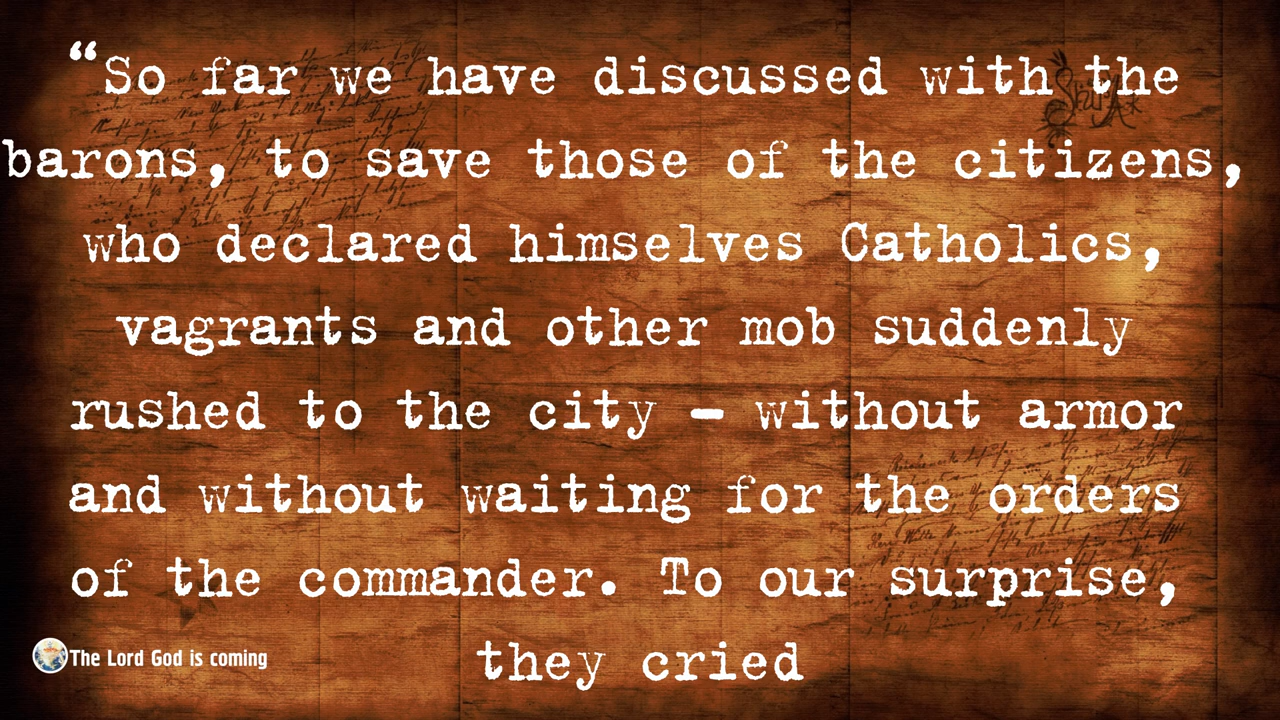 “So far we have discussed with the
barons, to save those of the citizens,
who declared himselves Catholics,
vagrants and other mob suddenly
rushed to the city – without armor
and without waiting for the orders
of the commander. To our surprise,
they cried
The Lord God is coming